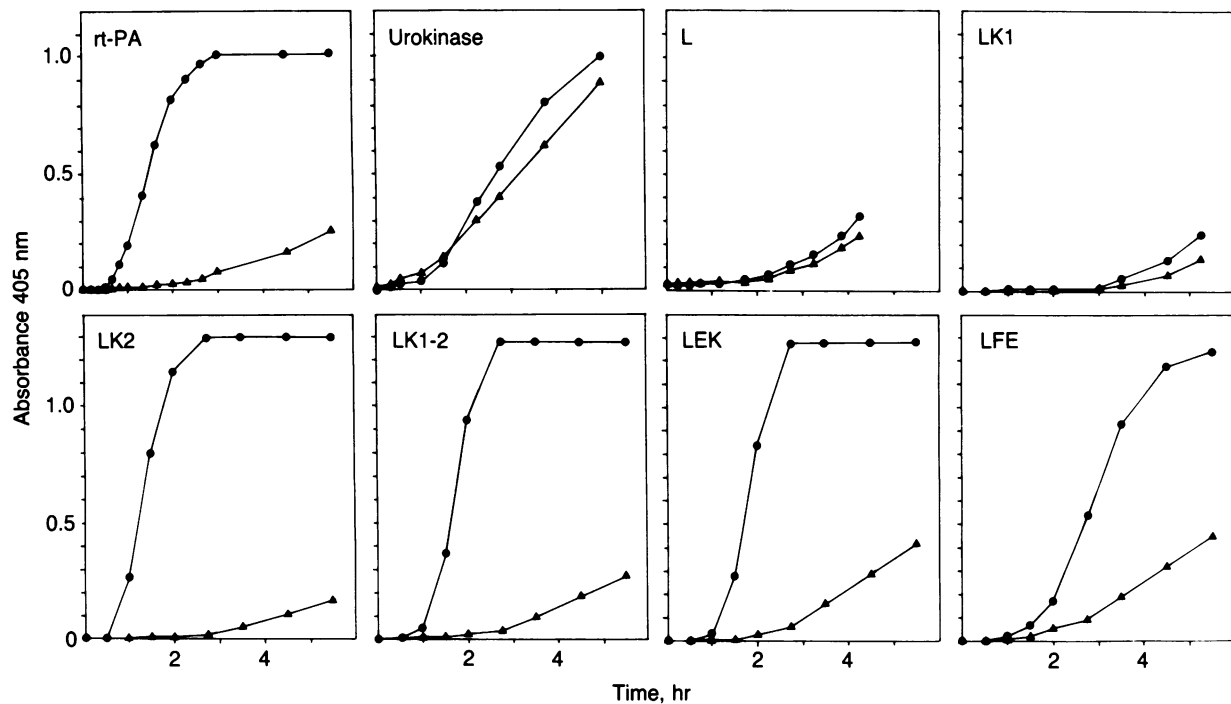 rt-PA
Urokinase
L
LK1
1.0
0.5
0
LK2
LK1-2
LEK
LFE
1.0
0.5
0
2 4 2 4 2 4 2 4
Absorbance 405 nm
Time, hr